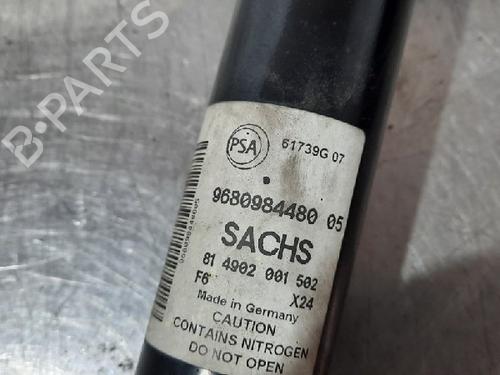 B-PARTS
PSA 61739G 07
9680984480 05
SACHS
81 4902 001 502
F6 X24
Made in Germany
CAUTION
CONTAINS NITROGEN
DO NOT OPEN